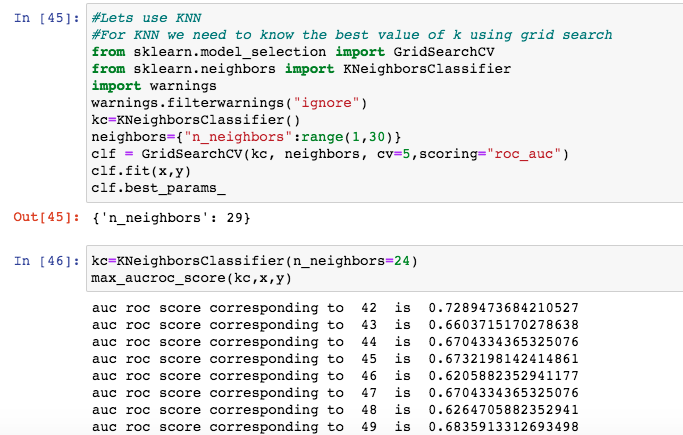 In [45]: #Lets use KNN
#For KNN we need to know the best value of k using grid search
from sklearn.model_selection import GridSearchCV
from sklearn.neighbors import KNeighborsClassifier
import warnings
warnings.filterwarnings("ignore")
kc=KNeighborsClassifier()
neighbors={"n_neighbors":range(1,30)}
clf = GridSearchCV(kc, neighbors, cv=5,scoring="roc_auc")
clf.fit(x,y)
clf.best_params_
Out[45]: {'n_neighbors': 29}
In [46]: kc=KNeighborsClassifier(n_neighbors=24)
max_aucroc_score(kc,x,y)
auc roc score corresponding to  42  is  0.7289473684210527
auc roc score corresponding to  43  is  0.6603715170278638
auc roc score corresponding to  44  is  0.6704334365325076
auc roc score corresponding to  45  is  0.6732198142414861
auc roc score corresponding to  46  is  0.6205882352941177
auc roc score corresponding to  47  is  0.6704334365325076
auc roc score corresponding to  48  is  0.6264705882352941
auc roc score corresponding to  49  is  0.6835913312693498